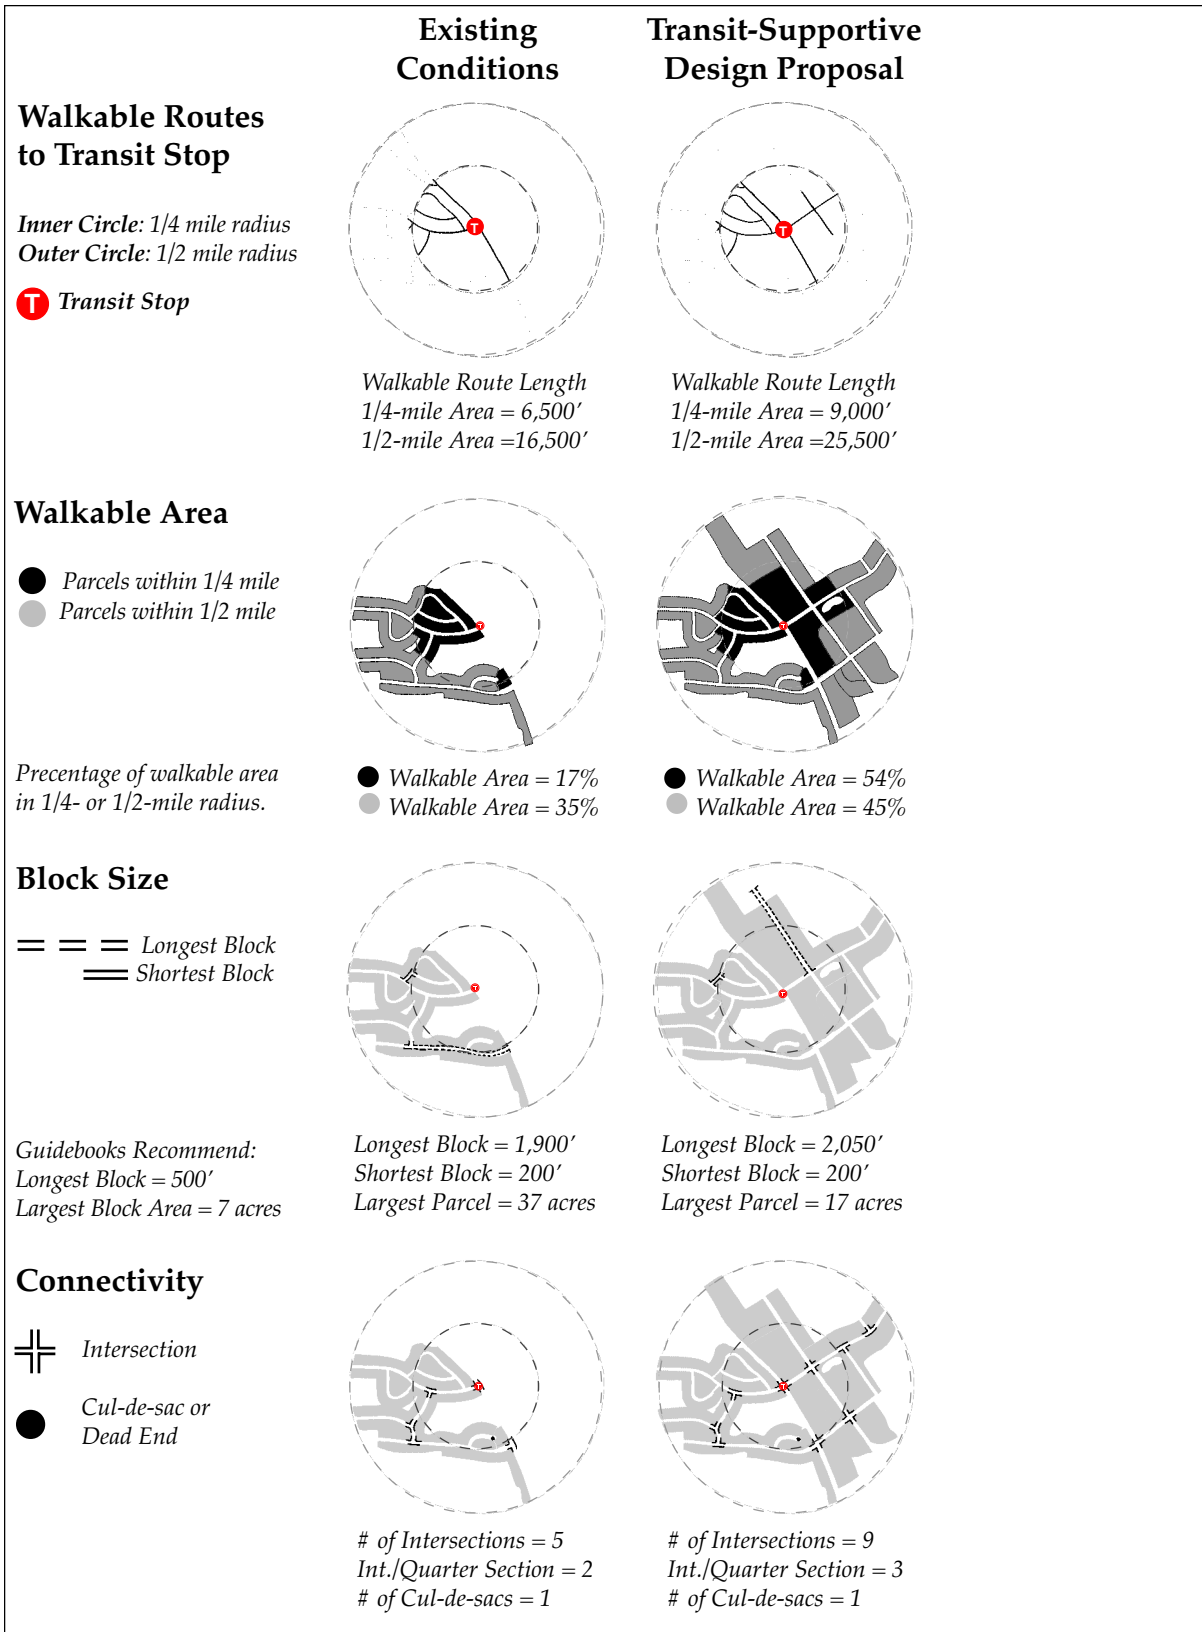 Existing
Conditions
Transit-Supportive
Design Proposal
Walkable Routes
to Transit Stop
Inner Circle: 1/4 mile radius
Outer Circle: 1/2 mile radius
T Transit Stop
T
T
Walkable Route Length
1/4-mile Area = 6,500’
1/2-mile Area =16,500’
Walkable Route Length
1/4-mile Area = 9,000’
1/2-mile Area =25,500’
Walkable Area
Parcels within 1/4 mile
Parcels within 1/2 mile
T
T
Precentage of walkable area
in 1/4- or 1/2-mile radius.
Walkable Area = 17%
Walkable Area = 35%
Walkable Area = 54%
Walkable Area = 45%
Block Size
Longest Block
Shortest Block
T
T
Guidebooks Recommend:
Longest Block = 500’
Largest Block Area = 7 acres
Longest Block = 1,900’
Shortest Block = 200’
Largest Parcel = 37 acres
Longest Block = 2,050’
Shortest Block = 200’
Largest Parcel = 17 acres
Connectivity
Intersection
Cul-de-sac or
Dead End
T
T
# of Intersections = 5
Int./Quarter Section = 2
# of Cul-de-sacs = 1
# of Intersections = 9
Int./Quarter Section = 3
# of Cul-de-sacs = 1